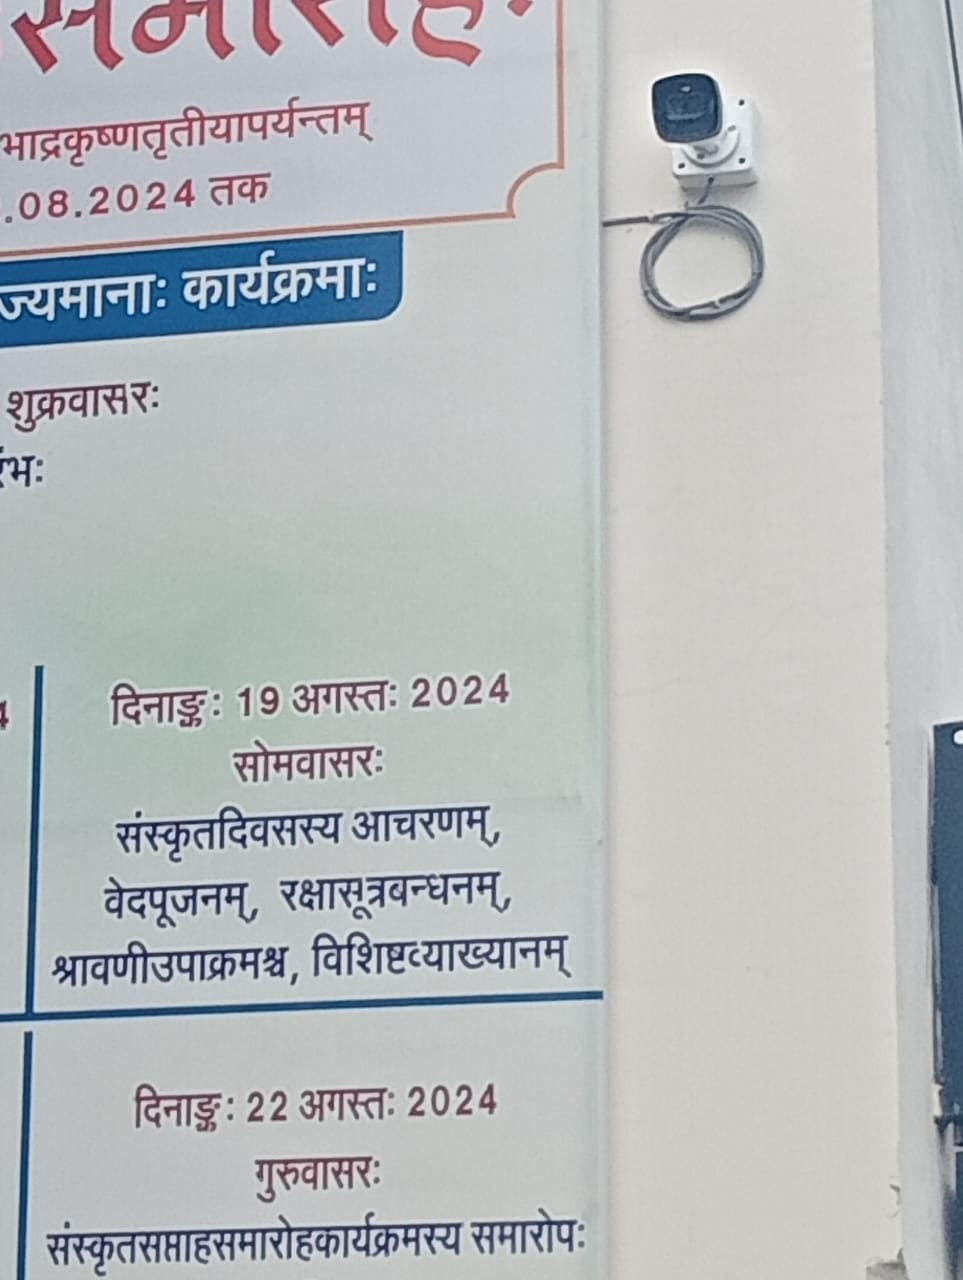 समारोहः
भाद्रकृष्णतृतीयापर्यन्तम्
.08.2024 तक
ज्यमानाः कार्यक्रमाः
शुक्रवासरः
रंभः
दिनाङ्कः 19 अगस्तः 2024
सोमवासरः
संस्कृतदिवसस्य आचरणम्,
वेदपूजनम्, रक्षासूत्रबन्धनम्,
श्रावणीउपाक्रमश्च, विशिष्टव्याख्यानम्
दिनाङ्कः 22 अगस्तः 2024
गुरुवासरः
संस्कृतसप्ताहसमारोहकार्यक्रमस्य समारोपः